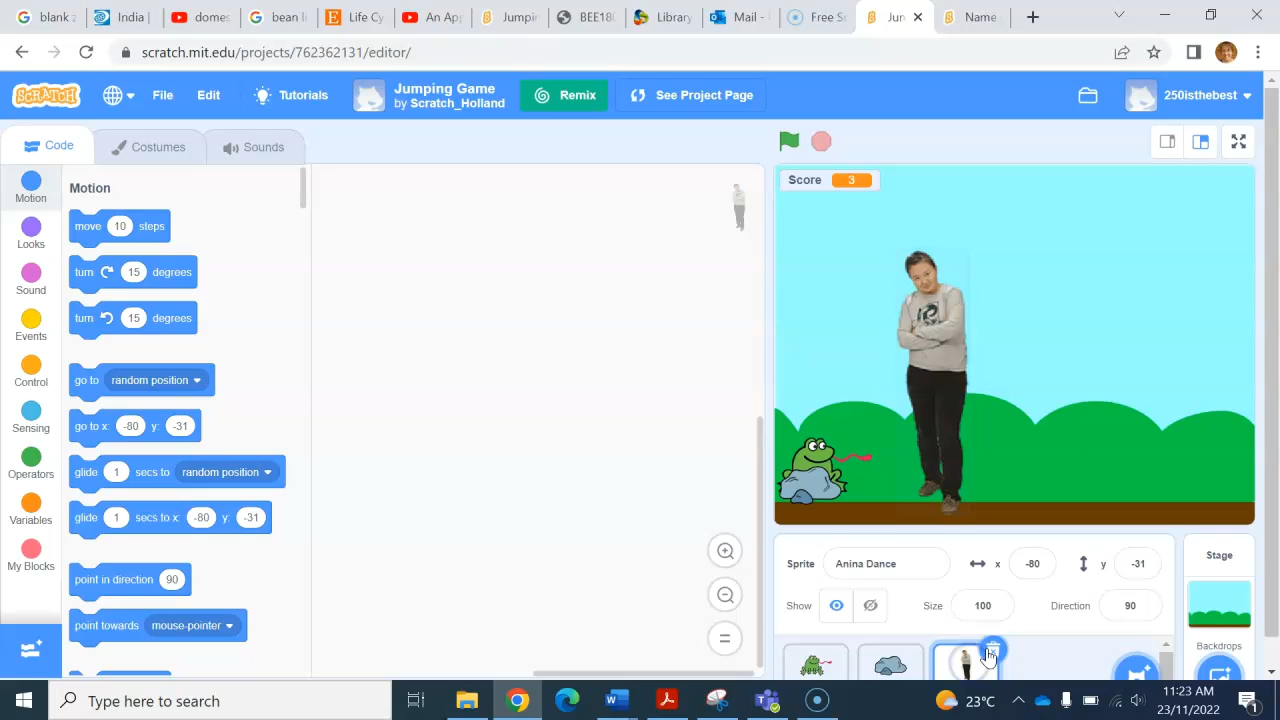 blank z
India
domes
bean li
Life Cy
An App
Jumpin
BEE180
Library
Mail -
Free Sc
Jun
Name
scratch.mit.edu/projects/762362131/editor/
SCRATCH
File
Edit
Tutorials
Jumping Game
by Scratch_Holland
Remix
See Project Page
250isthebest
Code
Costumes
Sounds
Motion
Looks
Sound
Events
Control
Sensing
Operators
Variables
My Blocks
Motion
move 10 steps
turn 15 degrees
turn 15 degrees
go to random position
go to x: -80 y: -31
glide 1 secs to random position
glide 1 secs to x: -80 y: -31
point in direction 90
point towards mouse-pointer
Score 3
Sprite Anina Dance x -80 y -31
Show Size 100 Direction 90
Stage
Backdrops
Type here to search
23°C
11:23 AM
23/11/2022
1